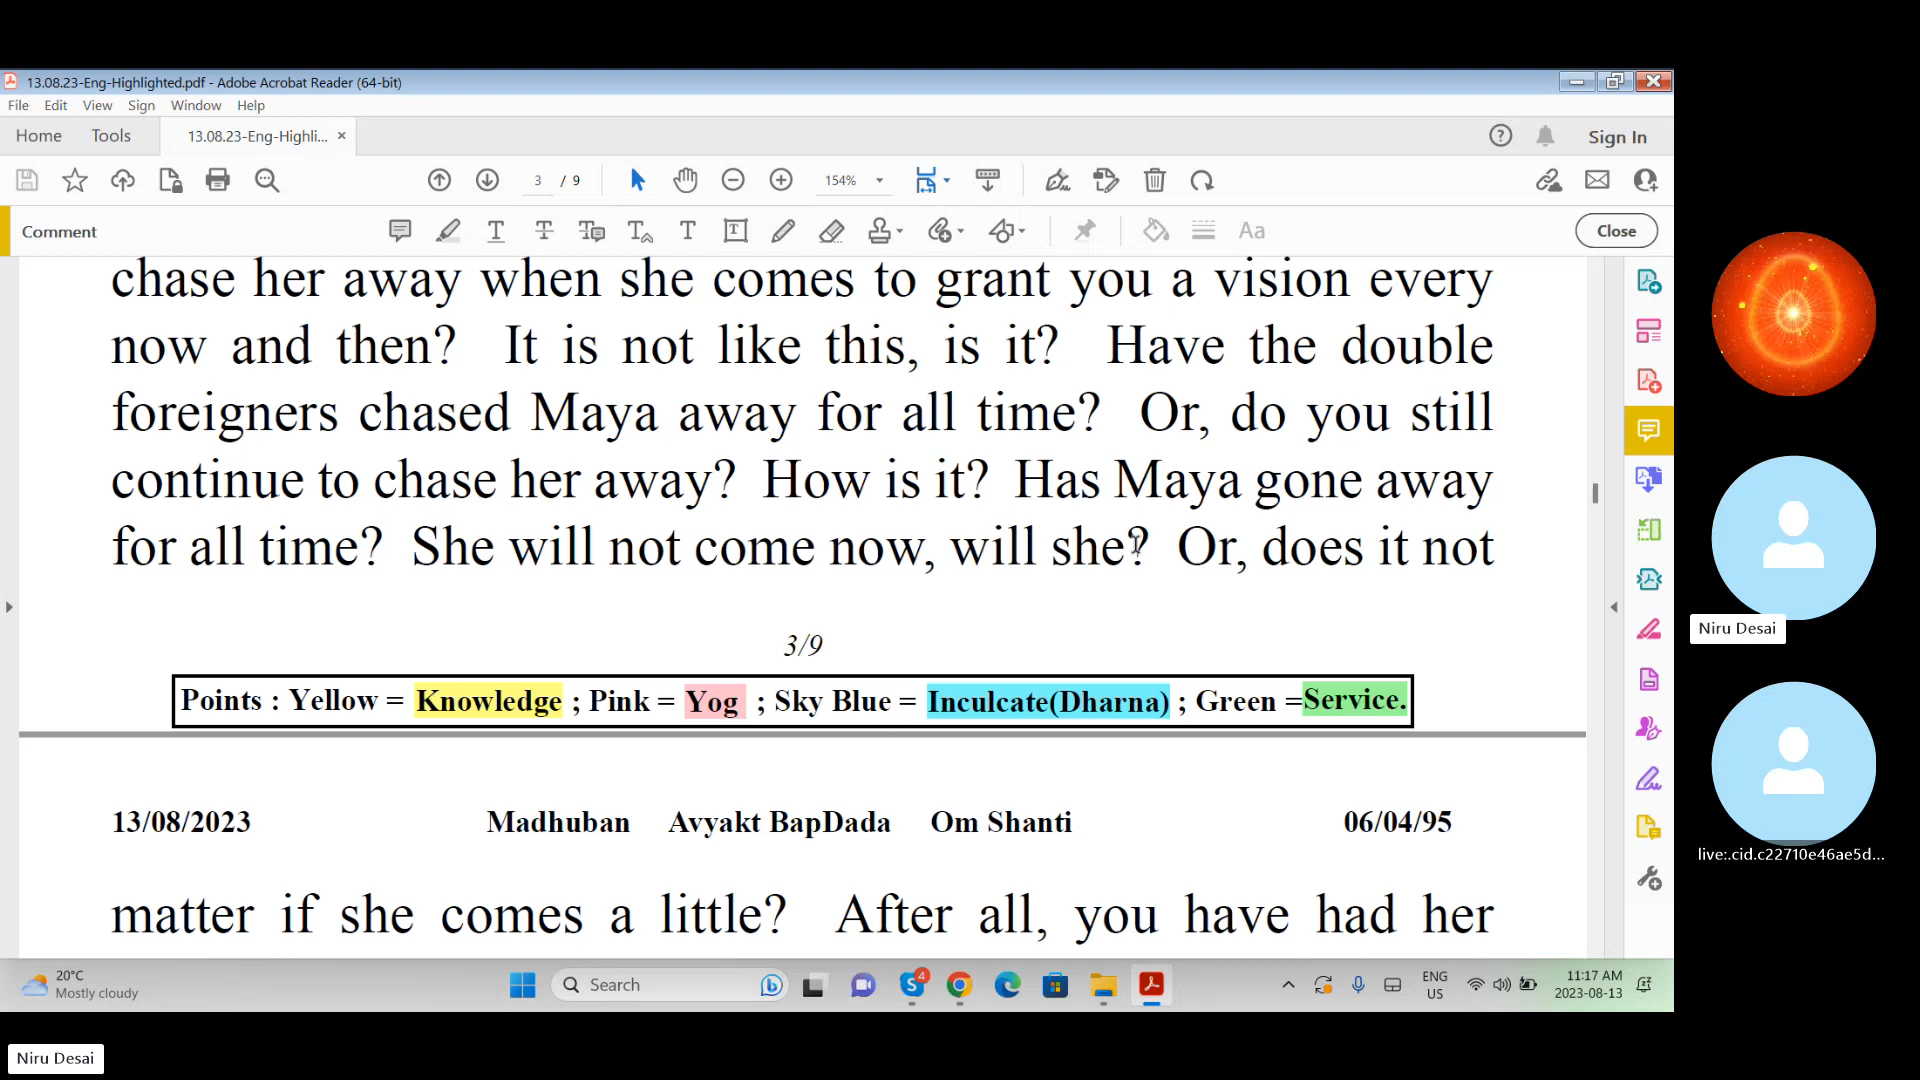 13.08.23-Eng-Highlighted.pdf - Adobe Acrobat Reader (64-bit)
File Edit View Sign Window Help
Home Tools 13.08.23-Eng-Highli... × Sign In
3 / 9 154%
Comment Aa Close
chase her away when she comes to grant you a vision every
now and then? It is not like this, is it? Have the double
foreigners chased Maya away for all time? Or, do you still
continue to chase her away? How is it? Has Maya gone away
for all time? She will not come now, will she? Or, does it not
3/9
Points : Yellow = Knowledge ; Pink = Yog ; Sky Blue = Inculcate(Dharna) ; Green =Service.
13/08/2023 Madhuban Avyakt BapDada Om Shanti 06/04/95
matter if she comes a little? After all, you have had her
Niru Desai
live:.cid.c22710e46ae5d...
20°C
Mostly cloudy
Search
4
ENG
US
11:17 AM
2023-08-13
Niru Desai